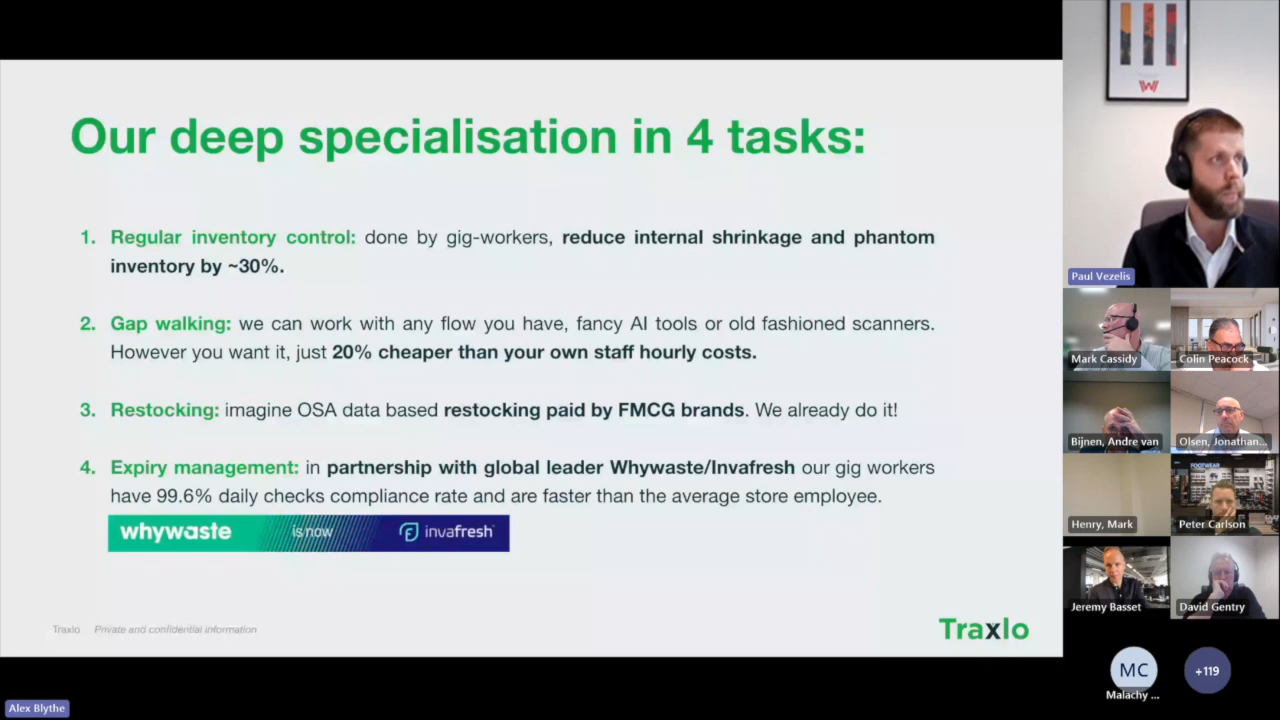 Our deep specialisation in 4 tasks:
1. Regular inventory control: done by gig-workers, reduce internal shrinkage and phantom
inventory by ~30%.
2. Gap walking: we can work with any flow you have, fancy AI tools or old fashioned scanners.
However you want it, just 20% cheaper than your own staff hourly costs.
3. Restocking: imagine OSA data based restocking paid by FMCG brands. We already do it!
4. Expiry management: in partnership with global leader Whywaste/Invafresh our gig workers
have 99.6% daily checks compliance rate and are faster than the average store employee.
whywaste is now invafresh
Traxlo Private and confidential information
Traxlo
Alex Blythe
W
Paul Vezelis
Mark Cassidy
Colin Peacock
Bijnen, Andre van
Olsen, Jonathan...
Henry, Mark
FOOTWEAR
Peter Carlson
Jeremy Basset
David Gentry
MC
+119
Malachy ...